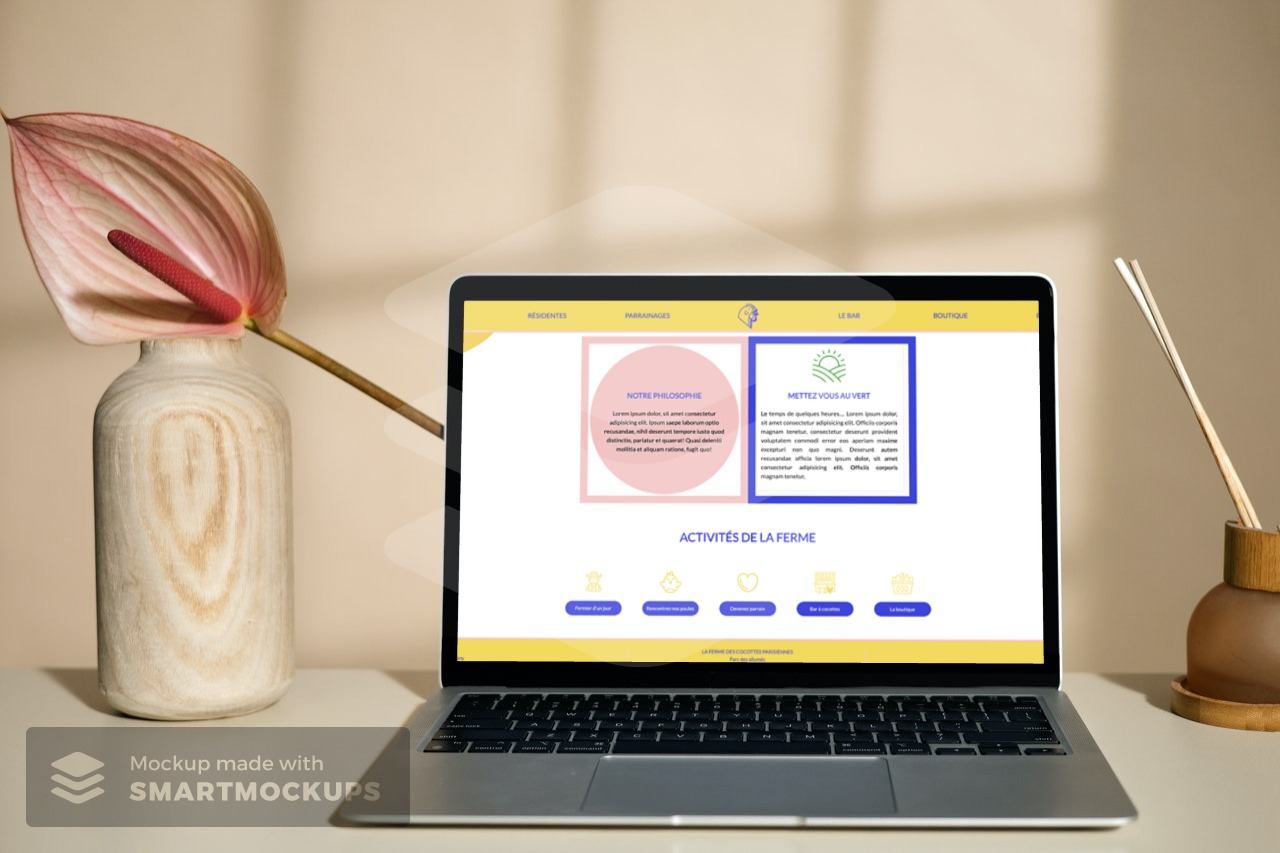 RÉSIDENTES
PARRAINAGES
LE BAR
BOUTIQUE
NOTRE PHILOSOPHIE
Lorem ipsum dolor, sit amet consectetur
adipisicing elit. Ipsum saepe laborum optio
recusandae, nihil deserunt tempore iusto quod
distinctio, pariatur et quaerat! Quasi deleniti
mollitia et aliquam ratione, fugit quo!
METTEZ VOUS AU VERT
Le temps de quelques heures... Lorem ipsum dolor,
sit amet consectetur adipisicing elit. Officiis corporis
magnam tenetur, consectetur deserunt provident
voluptatem commodi error eos aperiam maxime
excepturi non quo magni. Deserunt autem
recusandae officia lorem ipsum dolor, sit amet
consectetur adipisicing elit. Officiis corporis
magnam tenetur,
ACTIVITÉS DE LA FERME
Fermier d'un jour
Rencontrez nos poules
Devenez parrain
Bar à cocottes
La boutique
LA FERME DES COCOTTES PARISIENNES
Parc des allumés
Mockup made with
SMARTMOCKUPS